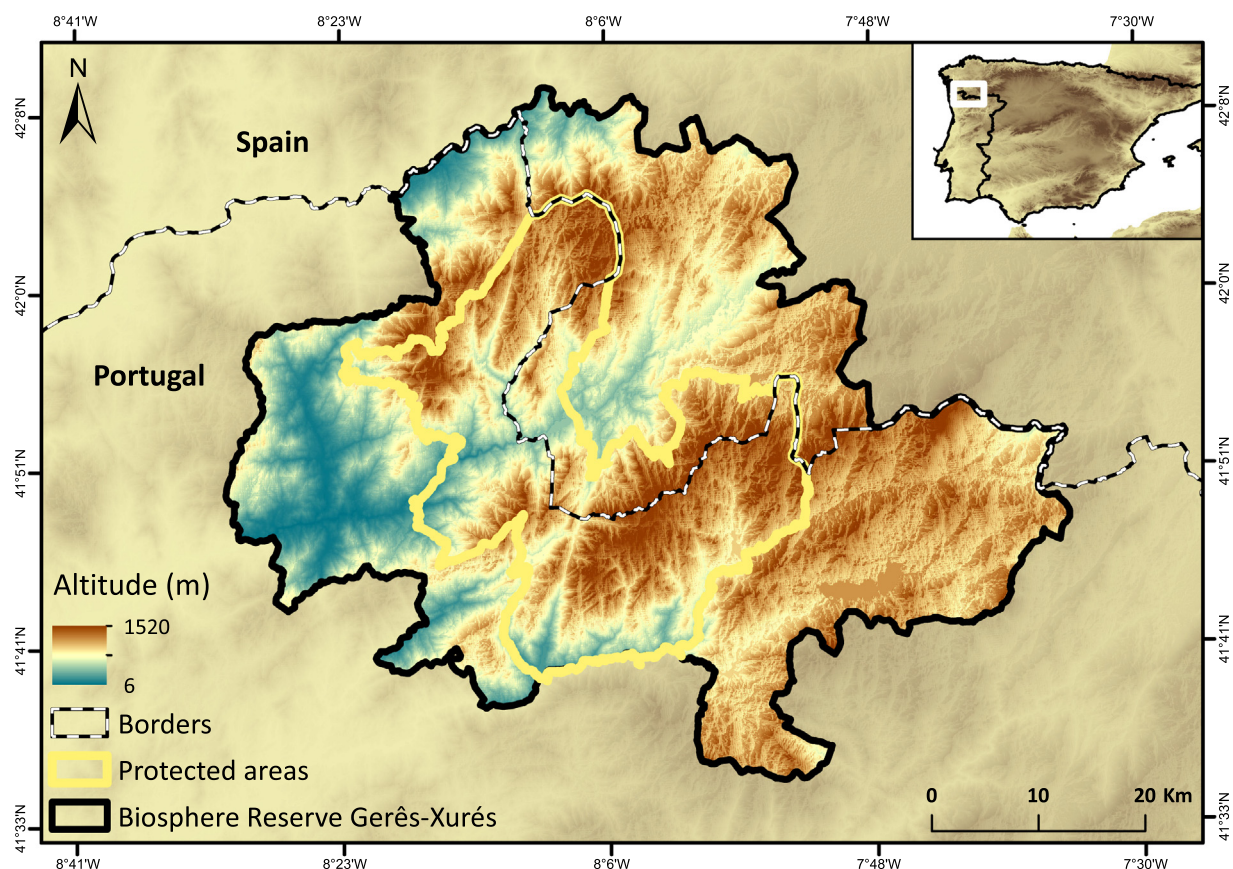 8°41'W 8°23'W 8°6'W 7°48'W 7°30'W
N
42°8'N 42°8'N
Spain
42°0'N 42°0'N
Portugal
41°51'N 41°51'N
Altitude (m)
1520
41°41'N 41°41'N
6
Borders
Protected areas
0 10 20 Km
Biosphere Reserve Gerês-Xurés
41°33'N 41°33'N
8°41'W 8°23'W 8°6'W 7°48'W 7°30'W